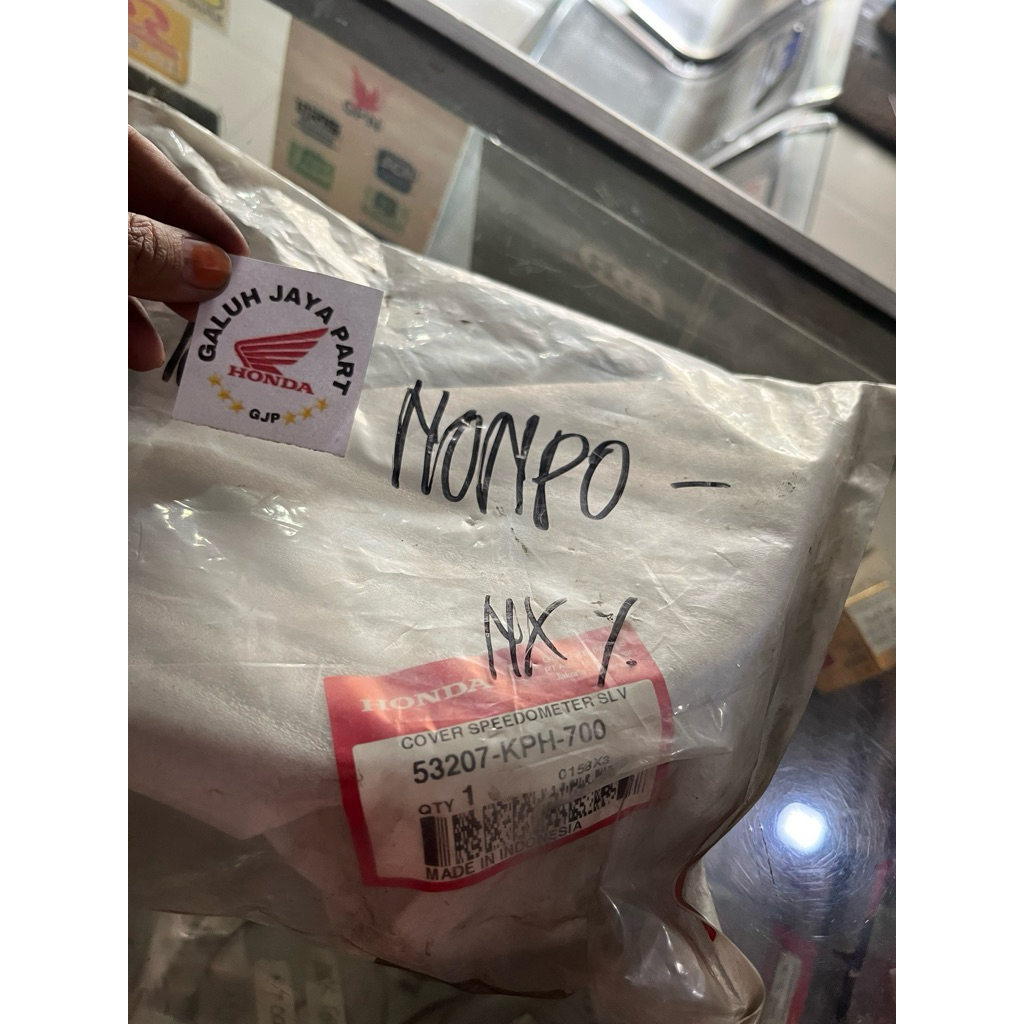 GALUH JAYA PART
HONDA
GJP
NONPO -
NX
HONDA
COVER SPEEDOMETER SLV
53207-KPH-700
0158X3
QTY 1
MADE IN INDONESIA